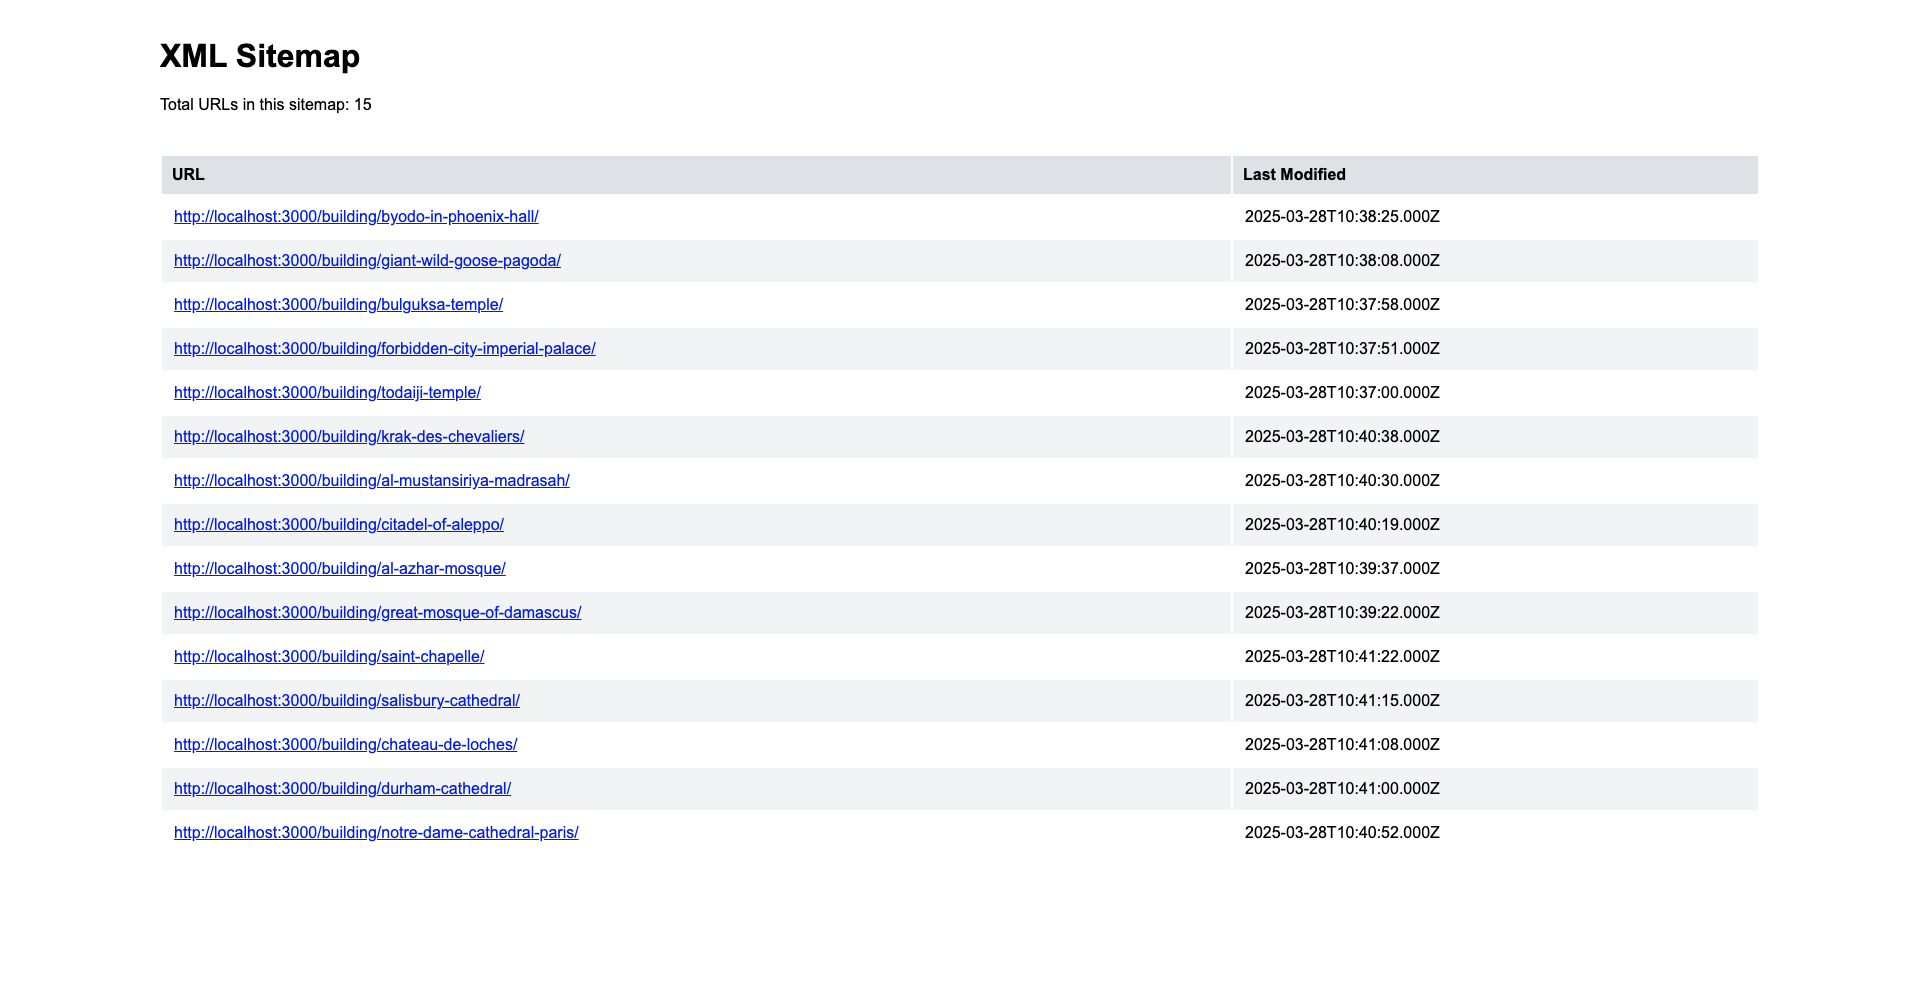 XML Sitemap
Total URLs in this sitemap: 15
URL Last Modified
http://localhost:3000/building/byodo-in-phoenix-hall/ 2025-03-28T10:38:25.000Z
http://localhost:3000/building/giant-wild-goose-pagoda/ 2025-03-28T10:38:08.000Z
http://localhost:3000/building/bulguksa-temple/ 2025-03-28T10:37:58.000Z
http://localhost:3000/building/forbidden-city-imperial-palace/ 2025-03-28T10:37:51.000Z
http://localhost:3000/building/todaiji-temple/ 2025-03-28T10:37:00.000Z
http://localhost:3000/building/krak-des-chevaliers/ 2025-03-28T10:40:38.000Z
http://localhost:3000/building/al-mustansiriya-madrasah/ 2025-03-28T10:40:30.000Z
http://localhost:3000/building/citadel-of-aleppo/ 2025-03-28T10:40:19.000Z
http://localhost:3000/building/al-azhar-mosque/ 2025-03-28T10:39:37.000Z
http://localhost:3000/building/great-mosque-of-damascus/ 2025-03-28T10:39:22.000Z
http://localhost:3000/building/saint-chapelle/ 2025-03-28T10:41:22.000Z
http://localhost:3000/building/salisbury-cathedral/ 2025-03-28T10:41:15.000Z
http://localhost:3000/building/chateau-de-loches/ 2025-03-28T10:41:08.000Z
http://localhost:3000/building/durham-cathedral/ 2025-03-28T10:41:00.000Z
http://localhost:3000/building/notre-dame-cathedral-paris/ 2025-03-28T10:40:52.000Z